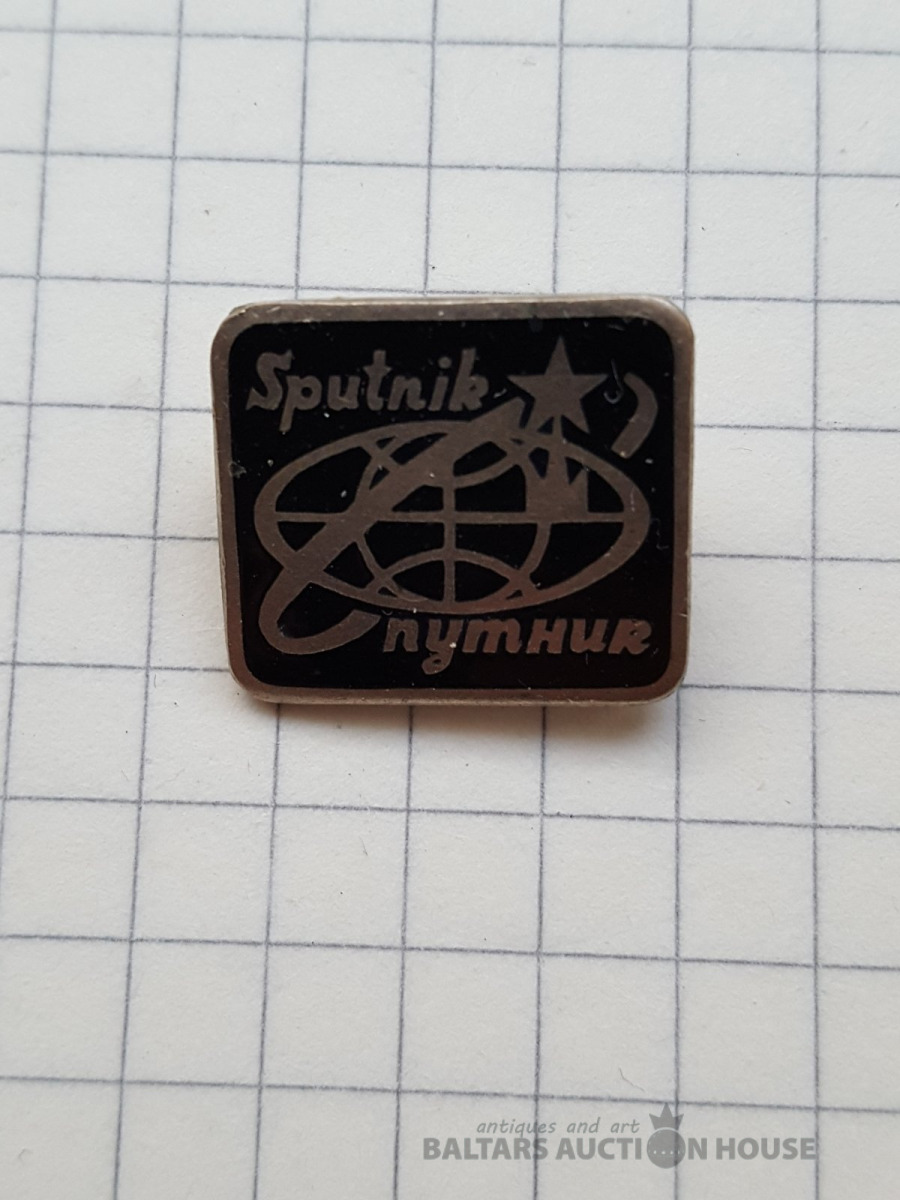 Sputnik
Спутник
antiques and art
BALTARS AUCTION HOUSE